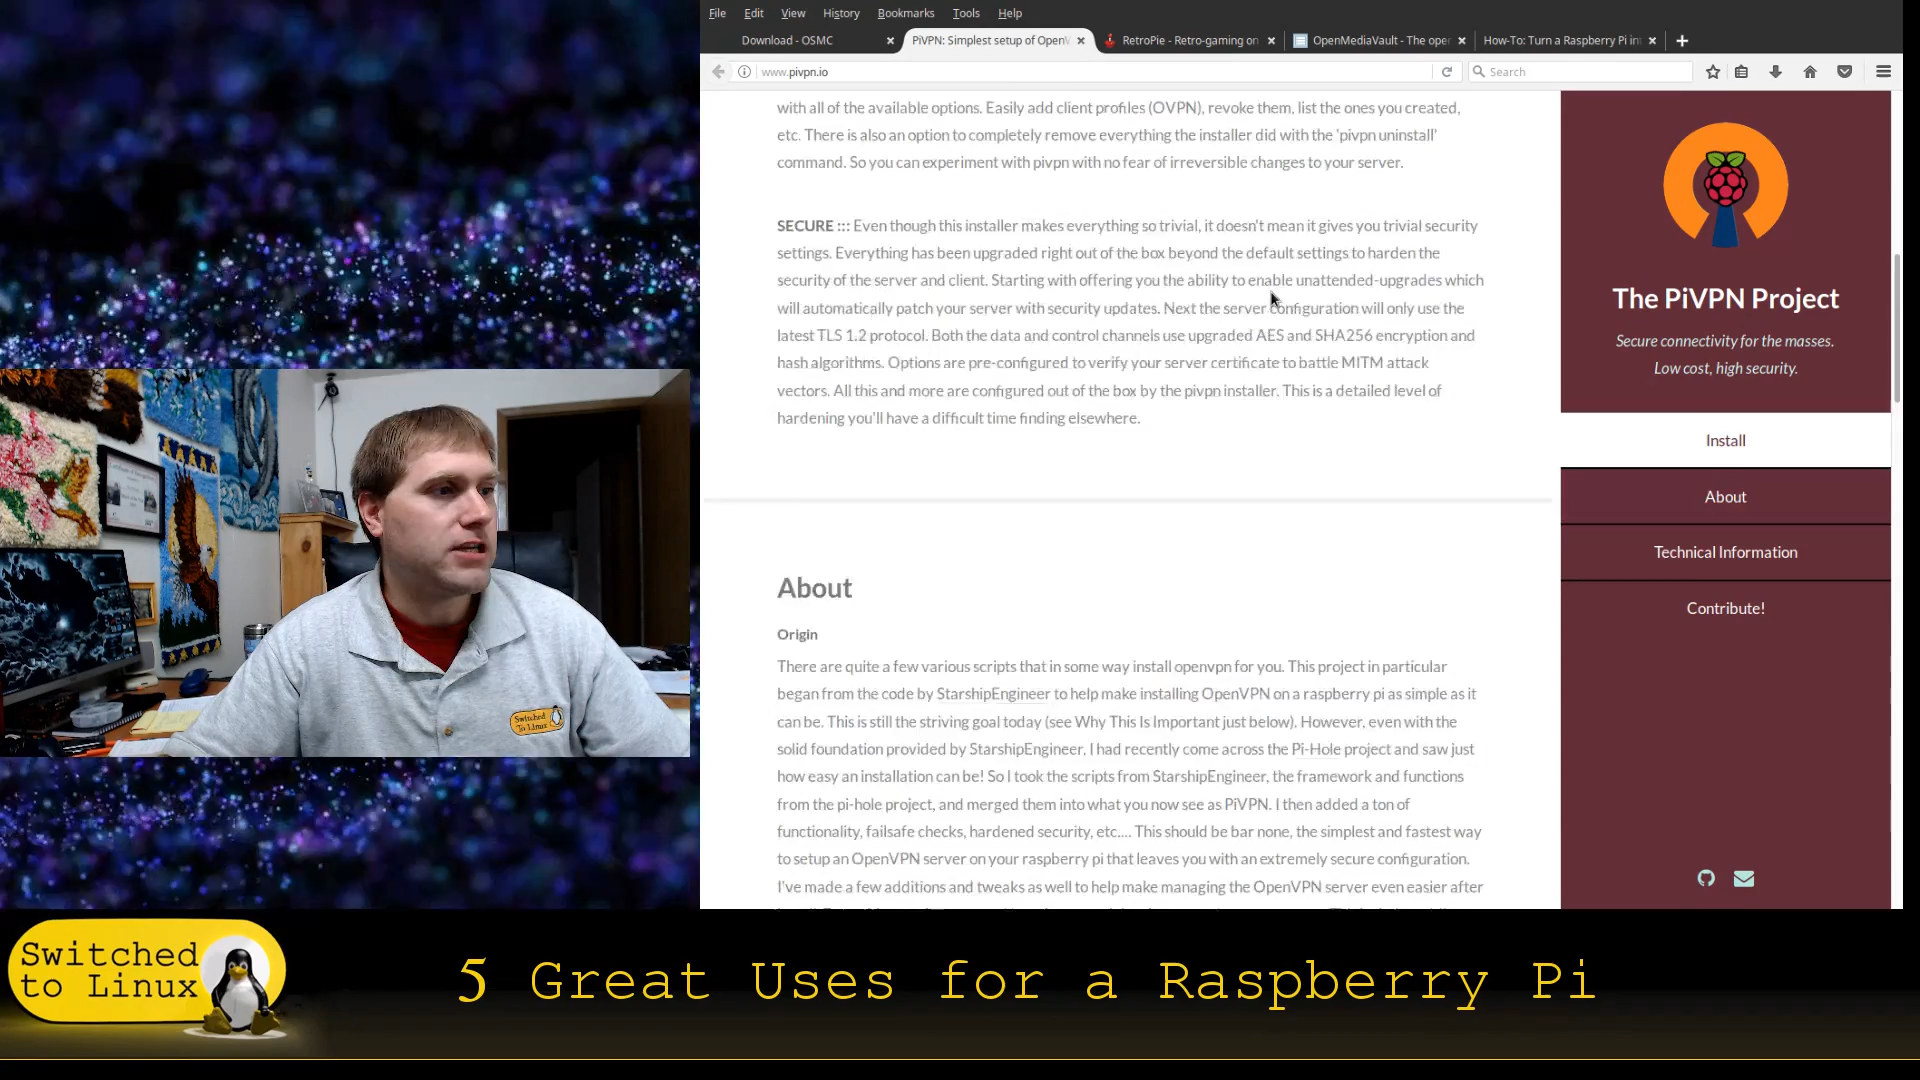 File Edit View History Bookmarks Tools Help
Download - OSMC
PiVPN: Simplest setup of OpenV
RetroPie - Retro-gaming on
OpenMediaVault - The open
How-To: Turn a Raspberry Pi in
www.pivpn.io
Search
with all of the available options. Easily add client profiles (OVPN), revoke them, list the ones you created,
etc. There is also an option to completely remove everything the installer did with the 'pivpn uninstall'
command. So you can experiment with pivpn with no fear of irreversible changes to your server.
SECURE ::: Even though this installer makes everything so trivial, it doesn't mean it gives you trivial security
settings. Everything has been upgraded right out of the box beyond the default settings to harden the
security of the server and client. Starting with offering you the ability to enable unattended-upgrades which
will automatically patch your server with security updates. Next the server configuration will only use the
latest TLS 1.2 protocol. Both the data and control channels use upgraded AES and SHA256 encryption and
hash algorithms. Options are pre-configured to verify your server certificate to battle MITM attack
vectors. All this and more are configured out of the box by the pivpn installer. This is a detailed level of
hardening you'll have a difficult time finding elsewhere.
About
Origin
There are quite a few various scripts that in some way install openvpn for you. This project in particular
began from the code by StarshipEngineer to help make installing OpenVPN on a raspberry pi as simple as it
can be. This is still the striving goal today (see Why This Is Important just below). However, even with the
solid foundation provided by StarshipEngineer, I had recently come across the Pi-Hole project and saw just
how easy an installation can be! So I took the scripts from StarshipEngineer, the framework and functions
from the pi-hole project, and merged them into what you now see as PiVPN. I then added a ton of
functionality, failsafe checks, hardened security, etc.... This should be bar none, the simplest and fastest way
to setup an OpenVPN server on your raspberry pi that leaves you with an extremely secure configuration.
I've made a few additions and tweaks as well to help make managing the OpenVPN server even easier after
The PiVPN Project
Secure connectivity for the masses.
Low cost, high security.
Install
About
Technical Information
Contribute!
Switched
To Linux
Switched
to Linux
5 Great Uses for a Raspberry Pi